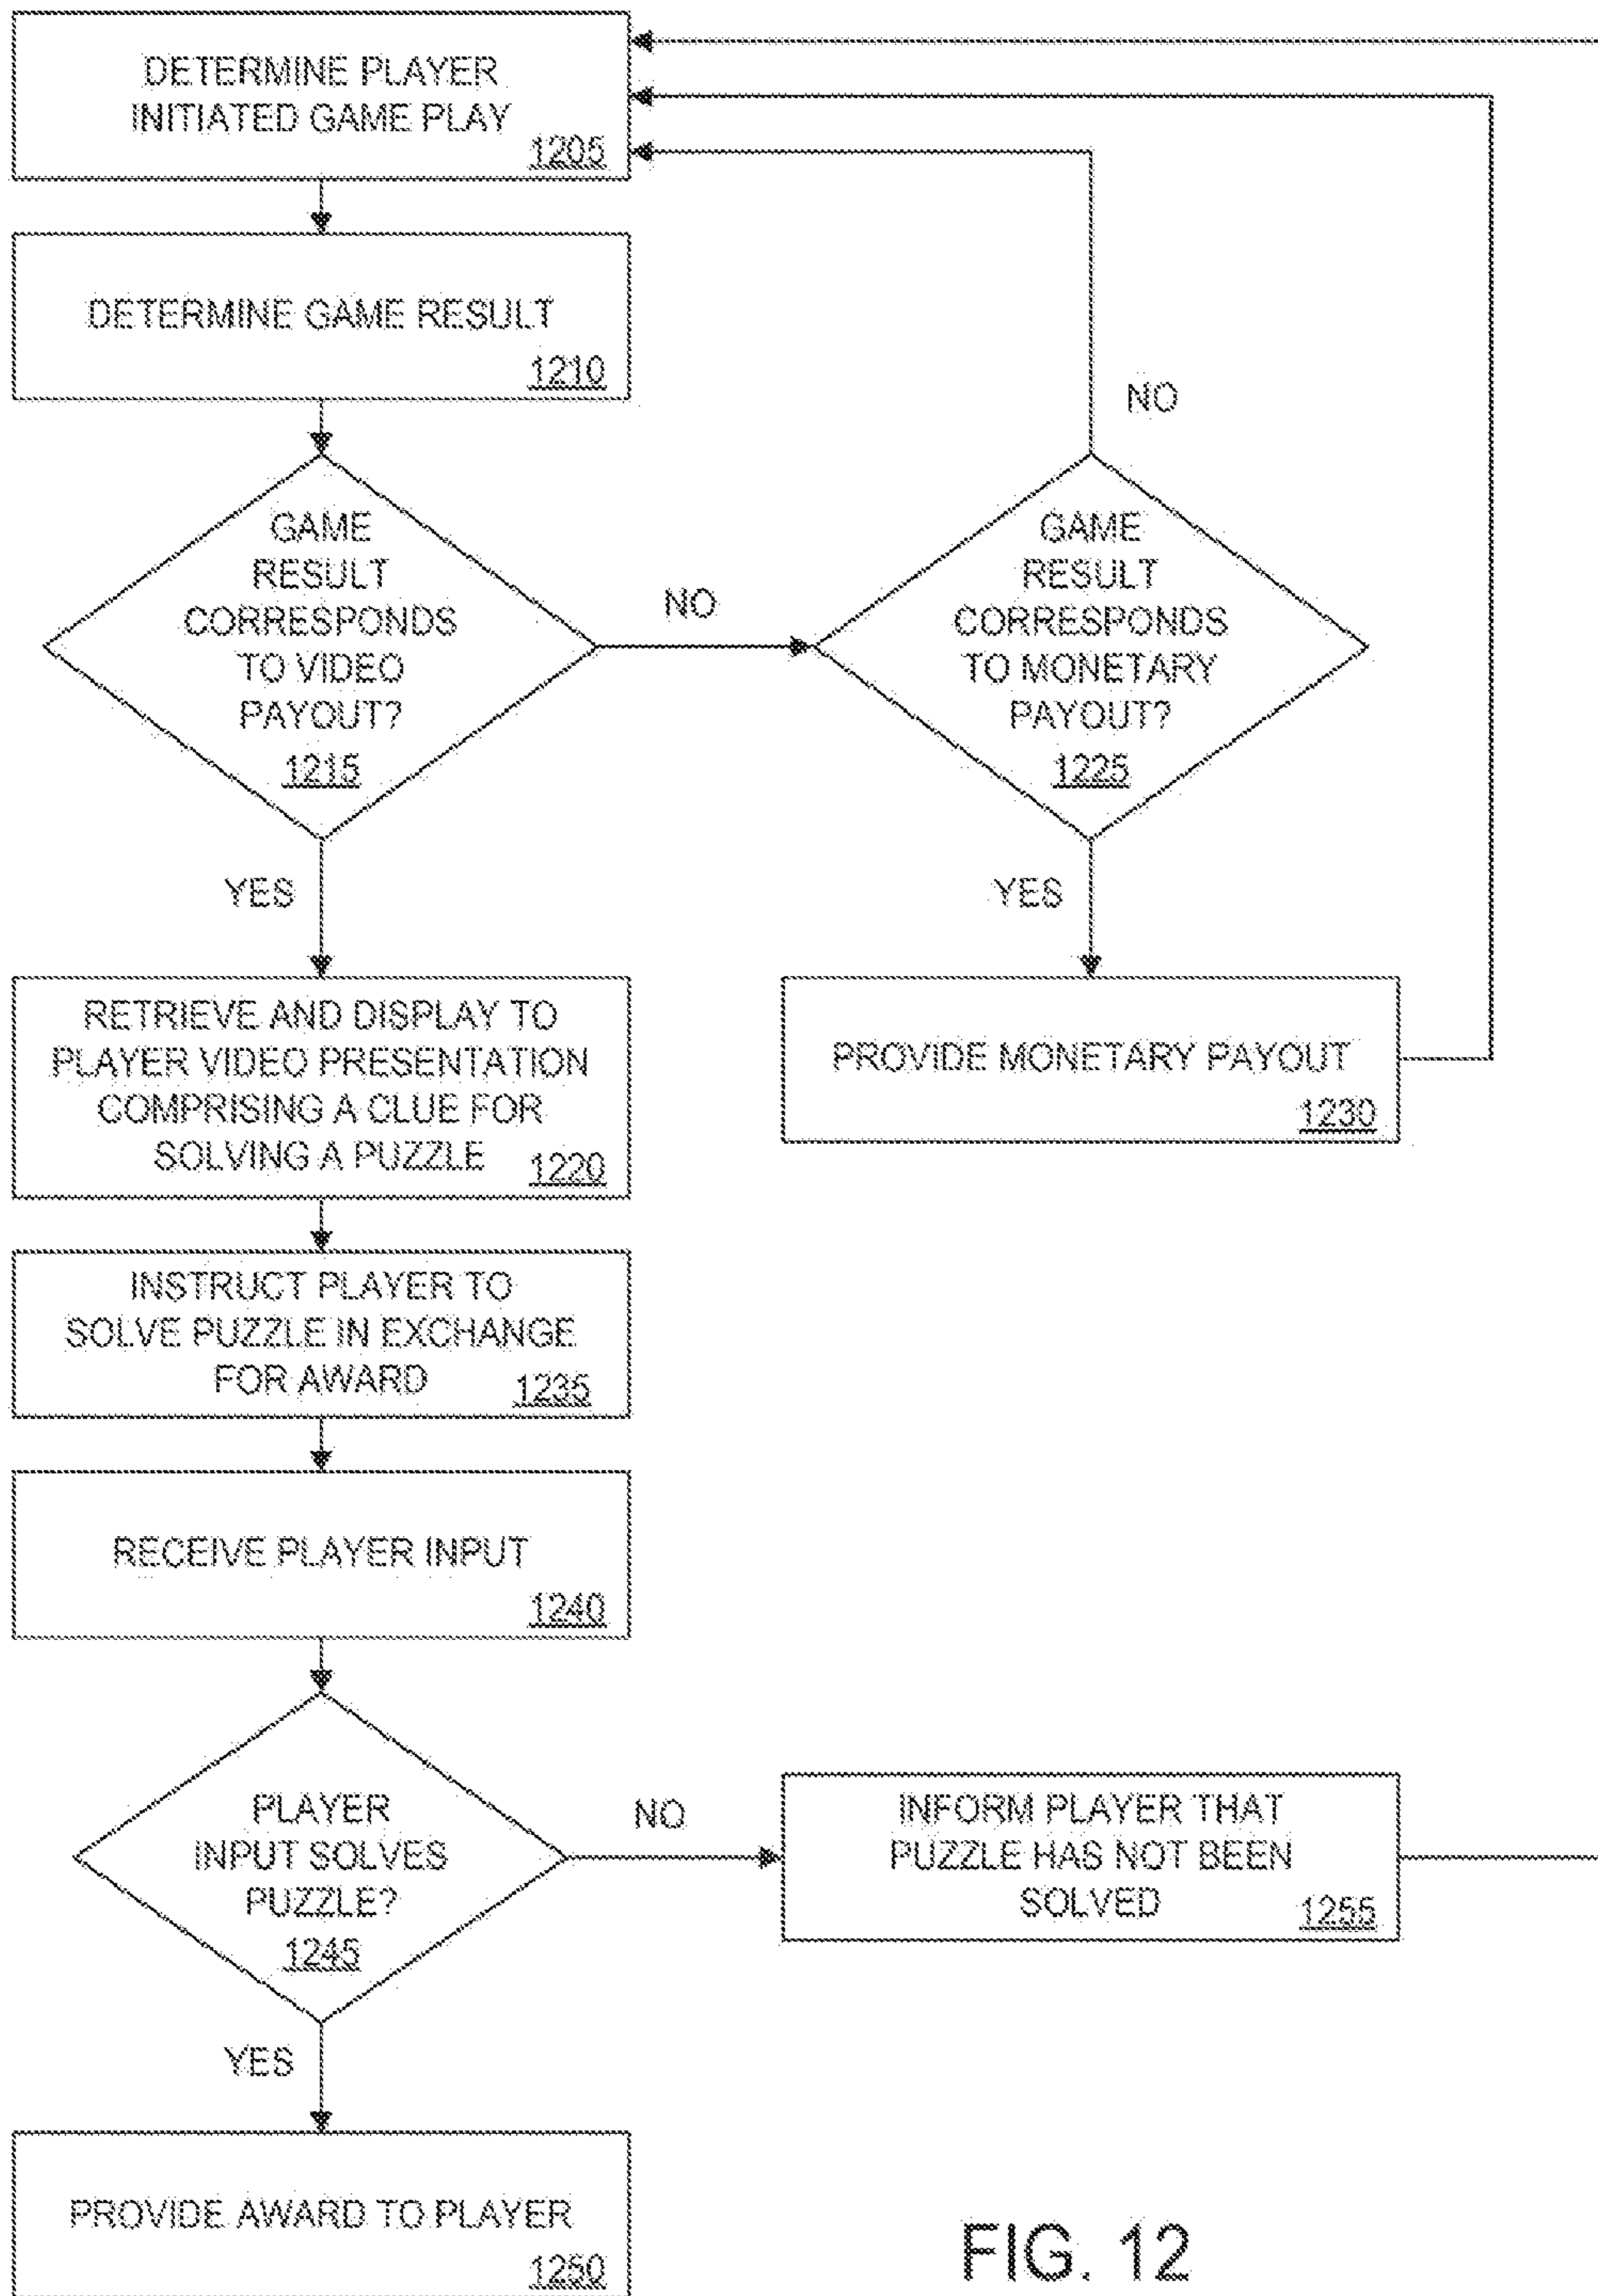 DETERMINE PLAYER
INITIATED GAME PLAY
1205
DETERMINE GAME RESULT
1210
NO
GAME
RESULT
CORRESPONDS
TO VIDEO
PAYOUT?
1215
NO
GAME
RESULT
CORRESPONDS
TO MONETARY
PAYOUT?
1225
YES
YES
RETRIEVE AND DISPLAY TO
PLAYER VIDEO PRESENTATION
COMPRISING A CLUE FOR
SOLVING A PUZZLE 1220
PROVIDE MONETARY PAYOUT
1230
INSTRUCT PLAYER TO
SOLVE PUZZLE IN EXCHANGE
FOR AWARD 1235
RECEIVE PLAYER INPUT
1240
PLAYER
INPUT SOLVES
PUZZLE?
1245
NO
INFORM PLAYER THAT
PUZZLE HAS NOT BEEN
SOLVED 1255
YES
PROVIDE AWARD TO PLAYER
1250
FIG. 12